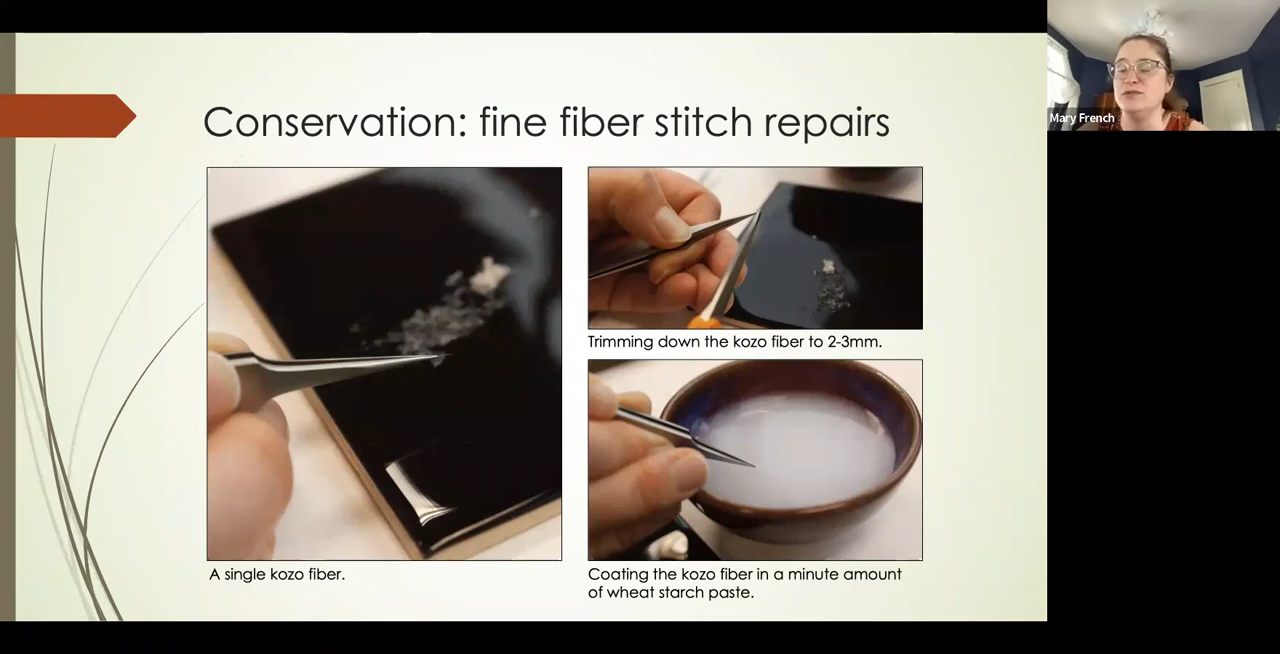 Conservation: fine fiber stitch repairs
A single kozo fiber.
Trimming down the kozo fiber to 2-3mm.
Coating the kozo fiber in a minute amount
of wheat starch paste.
Mary French